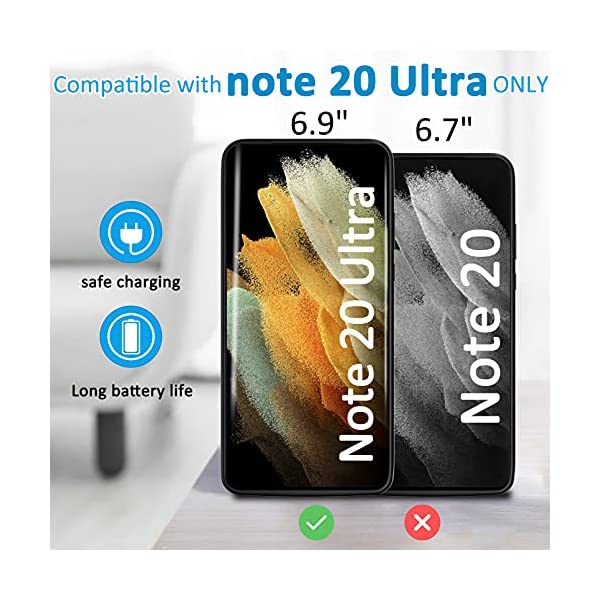 Compatible with note 20 Ultra ONLY
6.9"
6.7"
Note 20 Ultra
Note 20
safe charging
Long battery life